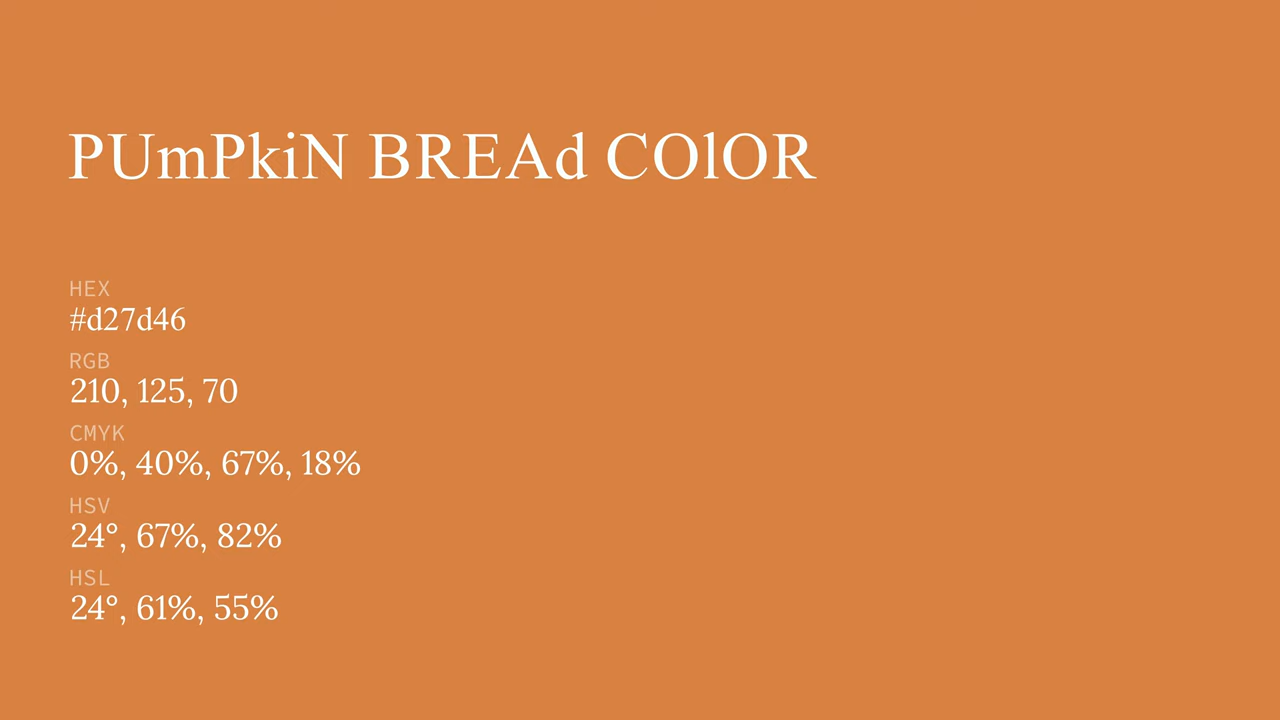 PUmPkiN BREAd COlOR
HEX
#d27d46
RGB
210, 125, 70
CMYK
0%, 40%, 67%, 18%
HSV
24°, 67%, 82%
HSL
24°, 61%, 55%